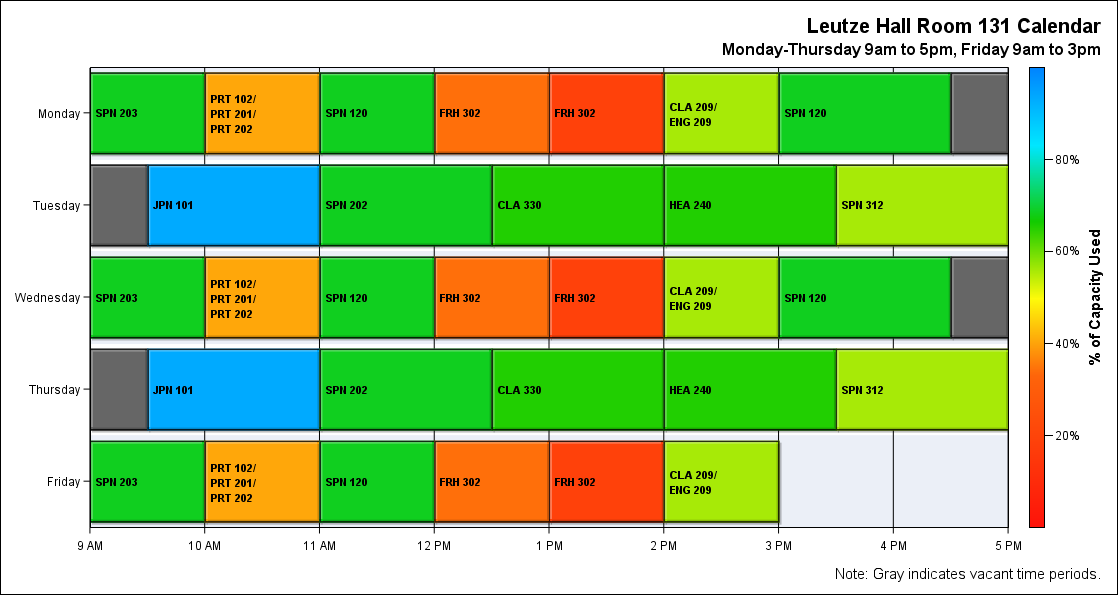 Leutze Hall Room 131 Calendar
Monday-Thursday 9am to 5pm, Friday 9am to 3pm
Monday
SPN 203
PRT 102/
PRT 201/
PRT 202
SPN 120
FRH 302
FRH 302
CLA 209/
ENG 209
SPN 120
Tuesday
JPN 101
SPN 202
CLA 330
HEA 240
SPN 312
Wednesday
SPN 203
PRT 102/
PRT 201/
PRT 202
SPN 120
FRH 302
FRH 302
CLA 209/
ENG 209
SPN 120
Thursday
JPN 101
SPN 202
CLA 330
HEA 240
SPN 312
Friday
SPN 203
PRT 102/
PRT 201/
PRT 202
SPN 120
FRH 302
FRH 302
CLA 209/
ENG 209
9 AM
10 AM
11 AM
12 PM
1 PM
2 PM
3 PM
4 PM
5 PM
80%
60%
40%
20%
% of Capacity Used
Note: Gray indicates vacant time periods.